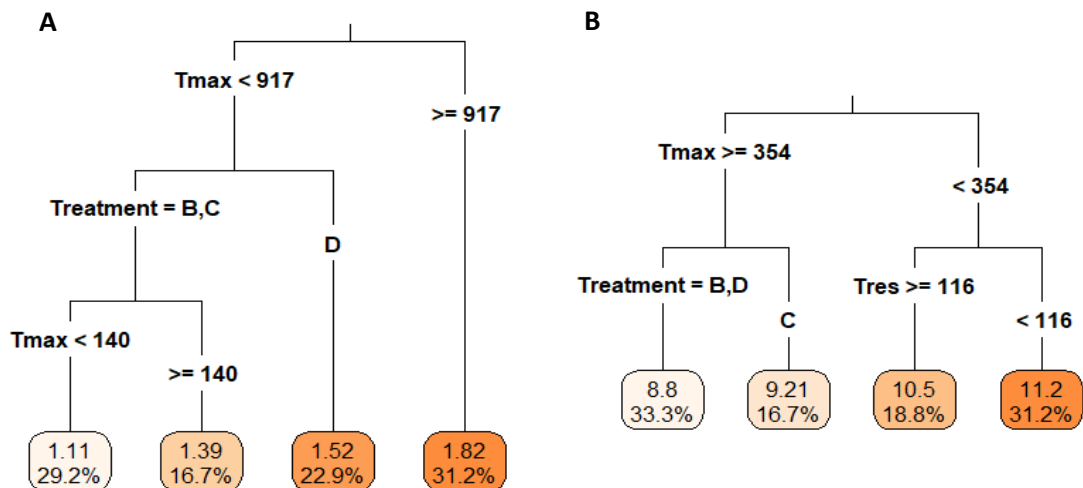 A
Tmax < 917
>= 917
Treatment = B,C
D
Tmax < 140
>= 140
1.11
29.2%
1.39
16.7%
1.52
22.9%
1.82
31.2%
B
Tmax >= 354
< 354
Treatment = B,D
C
Tres >= 116
< 116
8.8
33.3%
9.21
16.7%
10.5
18.8%
11.2
31.2%